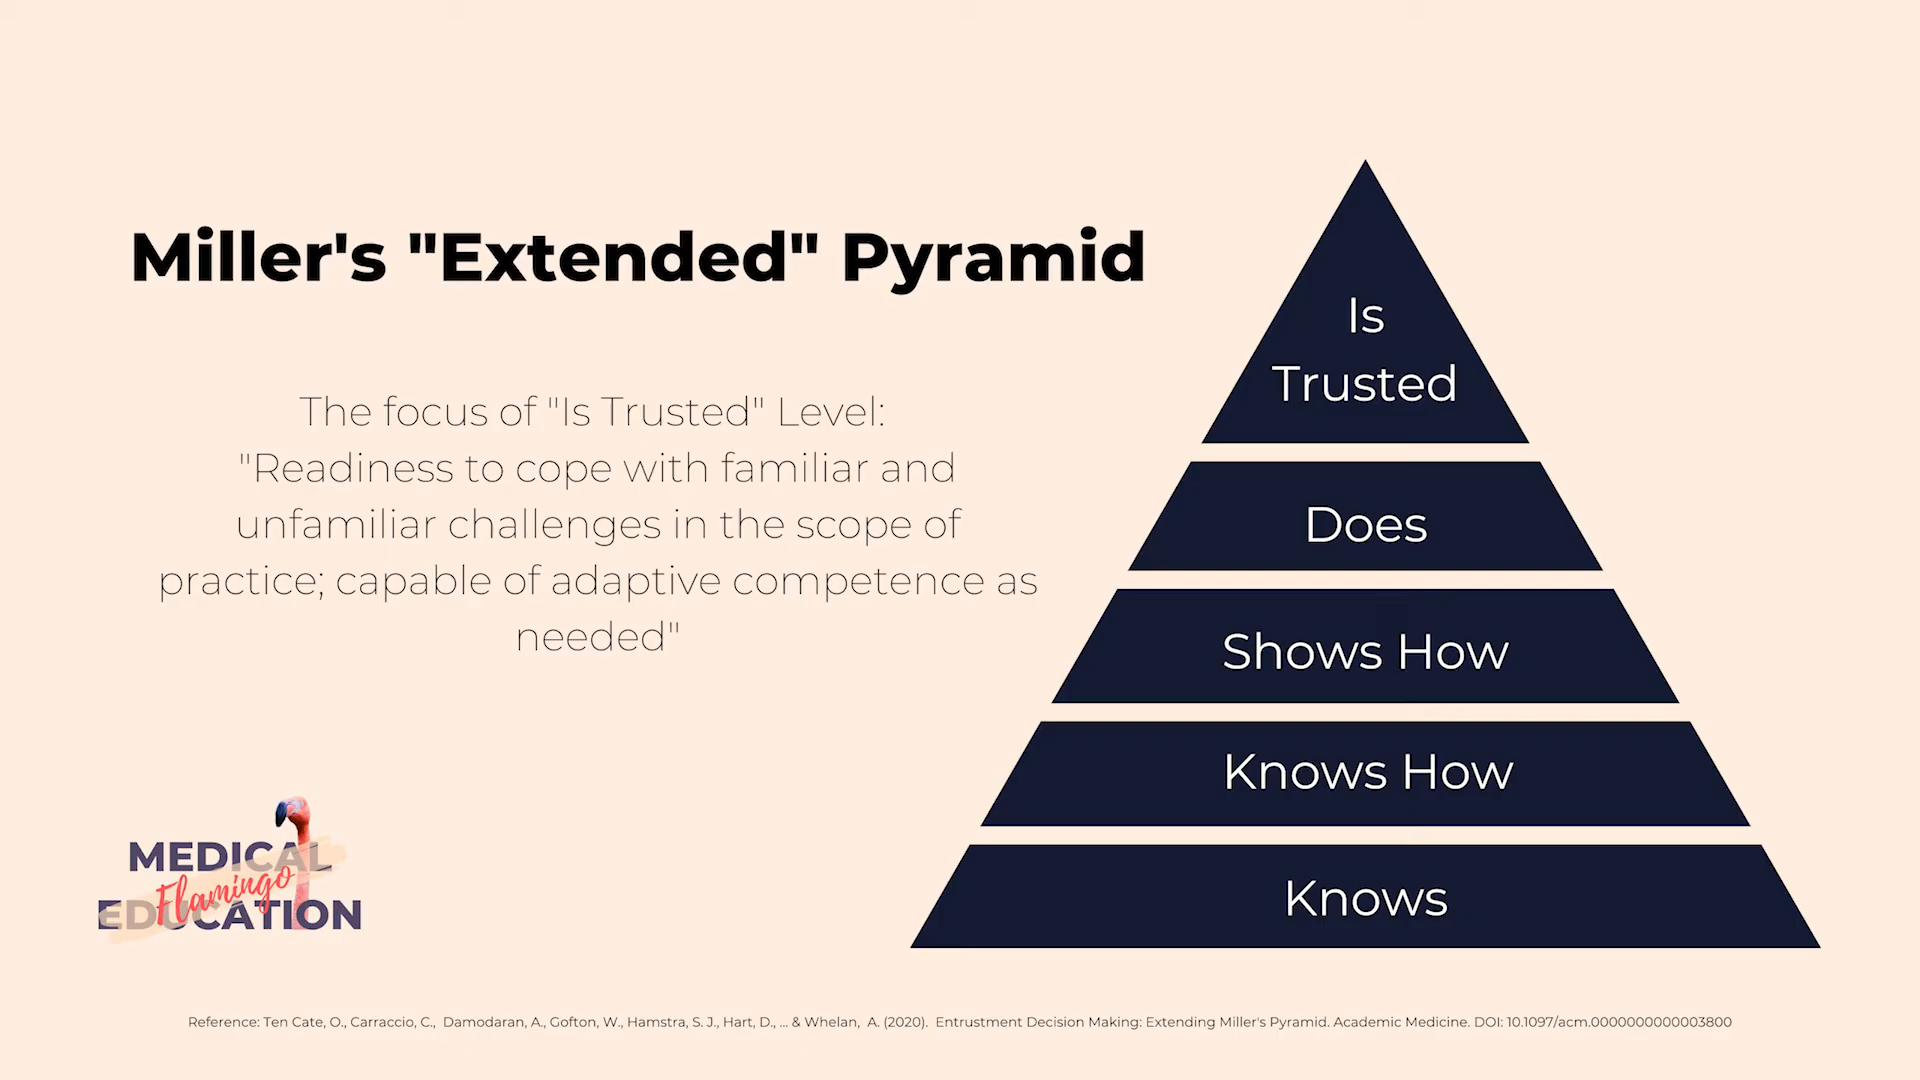 Miller's "Extended" Pyramid
The focus of "Is Trusted" Level:
"Readiness to cope with familiar and
unfamiliar challenges in the scope of
practice; capable of adaptive competence as
needed"
Is
Trusted
Does
Shows How
Knows How
Knows
MEDICAL
Flamingo
EDUCATION
Reference: Ten Cate, O., Carraccio, C., Damodaran, A., Gofton, W., Hamstra, S. J., Hart, D., ... & Whelan, A. (2020). Entrustment Decision Making: Extending Miller's Pyramid. Academic Medicine. DOI: 10.1097/acm.0000000000003800